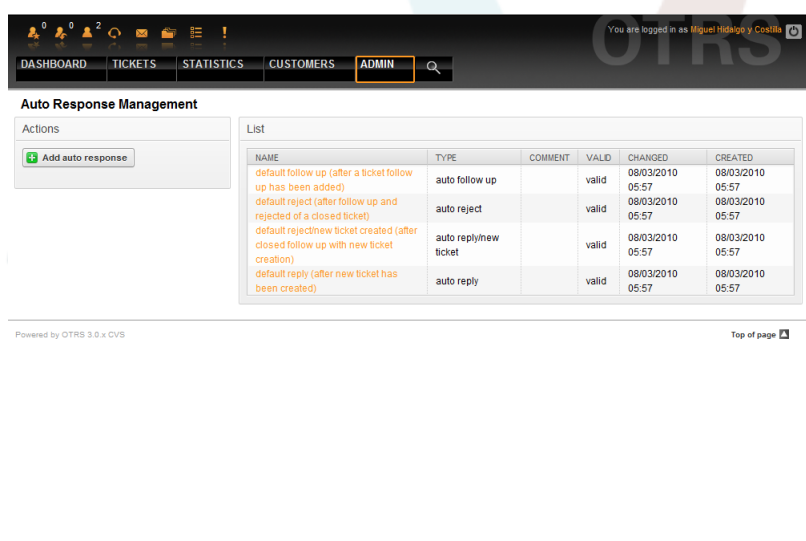 0 0 2
You are logged in as Miguel Hidalgo y Costilla
OTRS
DASHBOARD TICKETS STATISTICS CUSTOMERS ADMIN
Auto Response Management
Actions
Add auto response
List
NAME TYPE COMMENT VALID CHANGED CREATED
default follow up (after a ticket follow
up has been added)
auto follow up
valid
08/03/2010
05:57
08/03/2010
05:57
default reject (after follow up and
rejected of a closed ticket)
auto reject
valid
08/03/2010
05:57
08/03/2010
05:57
default reject/new ticket created (after
closed follow up with new ticket
creation)
auto reply/new
ticket
valid
08/03/2010
05:57
08/03/2010
05:57
default reply (after new ticket has
been created)
auto reply
valid
08/03/2010
05:57
08/03/2010
05:57
Powered by OTRS 3.0.x CVS
Top of page